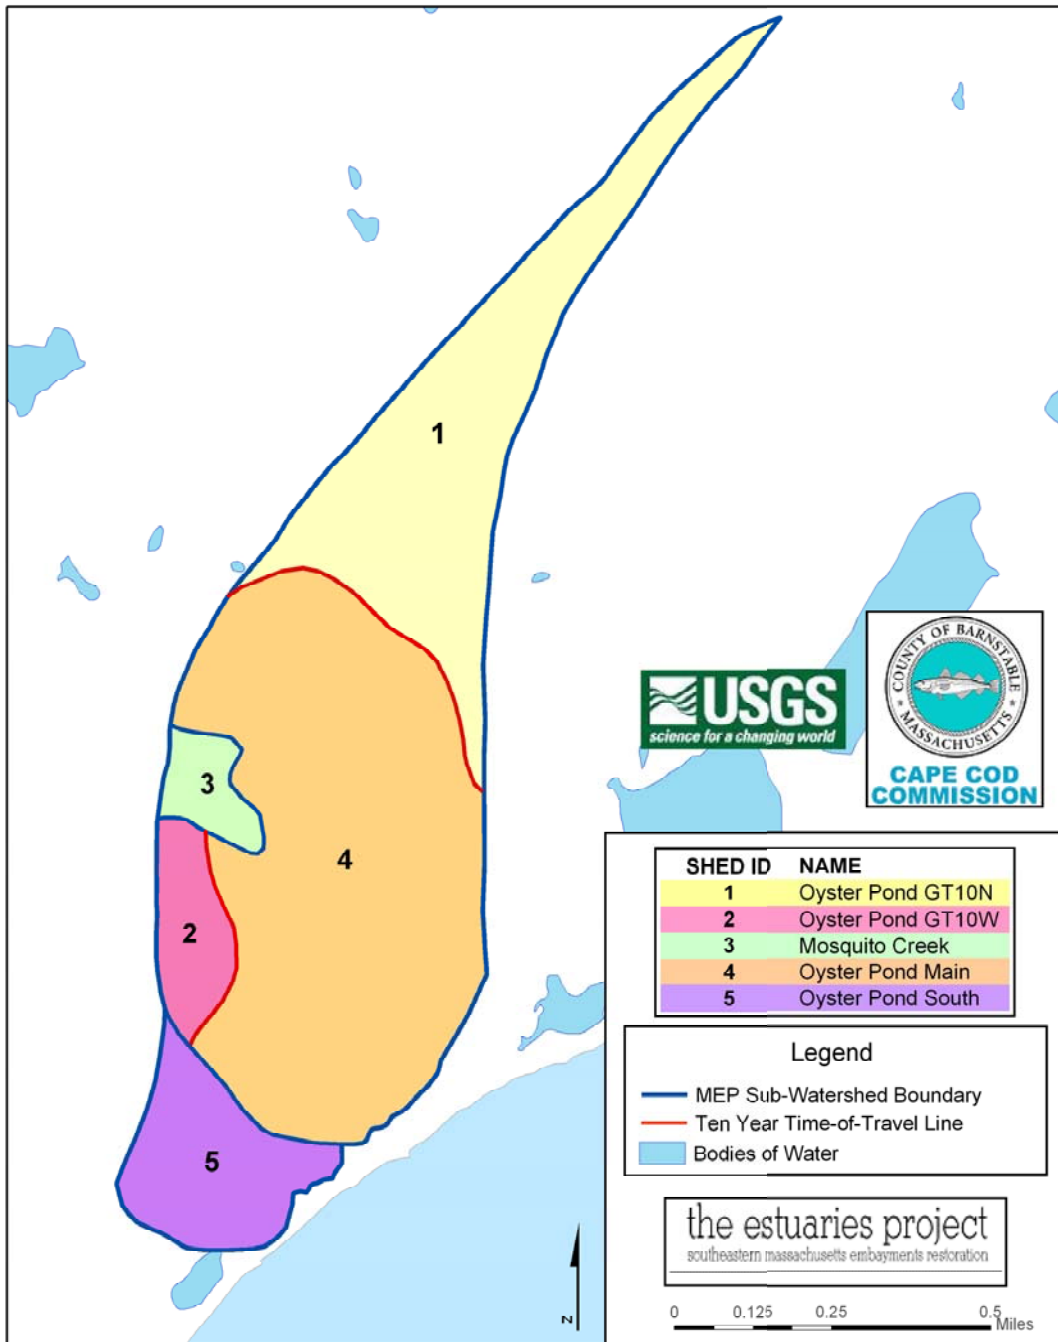 1
3
4
2
5
USGS
science for a changing world
COUNTY OF BARNSTABLE
MASSACHUSETTS
CAPE COD
COMMISSION
SHED ID NAME
1 Oyster Pond GT10N
2 Oyster Pond GT10W
3 Mosquito Creek
4 Oyster Pond Main
5 Oyster Pond South
Legend
MEP Sub-Watershed Boundary
Ten Year Time-of-Travel Line
Bodies of Water
the estuaries project
southeastern massachusetts embayments restoration
N
0 0.125 0.25 0.5
Miles